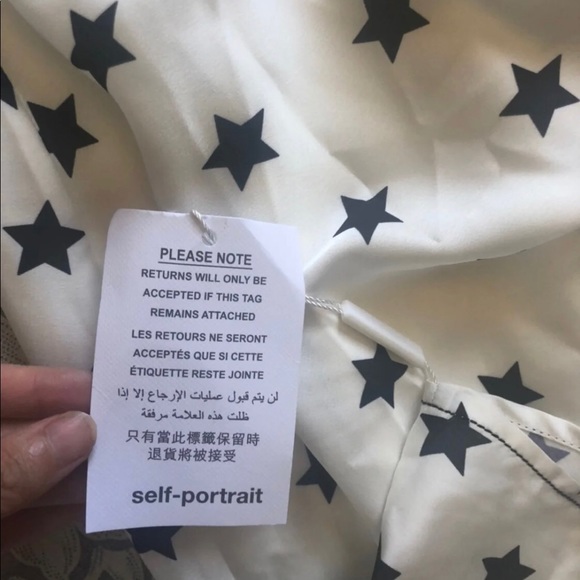 PLEASE NOTE
RETURNS WILL ONLY BE
ACCEPTED IF THIS TAG
REMAINS ATTACHED
LES RETOURS NE SERONT
ACCEPTÉS QUE SI CETTE
ÉTIQUETTE RESTE JOINTE
لن يتم قبول عمليات الإرجاع إلا إذا
ظلت هذه العلامة مرفقة
只有當此標籤保留時
退貨將被接受
self-portrait